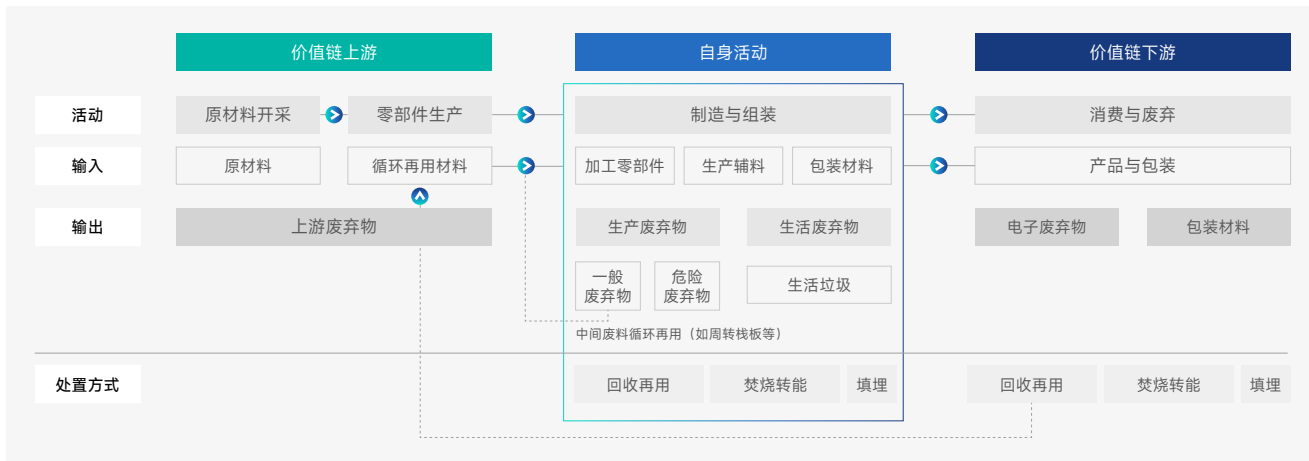 价值链上游
自身活动
价值链下游
活动
原材料开采
零部件生产
制造与组装
消费与废弃
输入
原材料
循环再用材料
加工零部件
生产辅料
包装材料
产品与包装
输出
上游废弃物
生产废弃物
生活废弃物
电子废弃物
包装材料
一般
废弃物
危险
废弃物
生活垃圾
中间废料循环再用（如周转栈板等）
处置方式
回收再用
焚烧转能
填埋
回收再用
焚烧转能
填埋